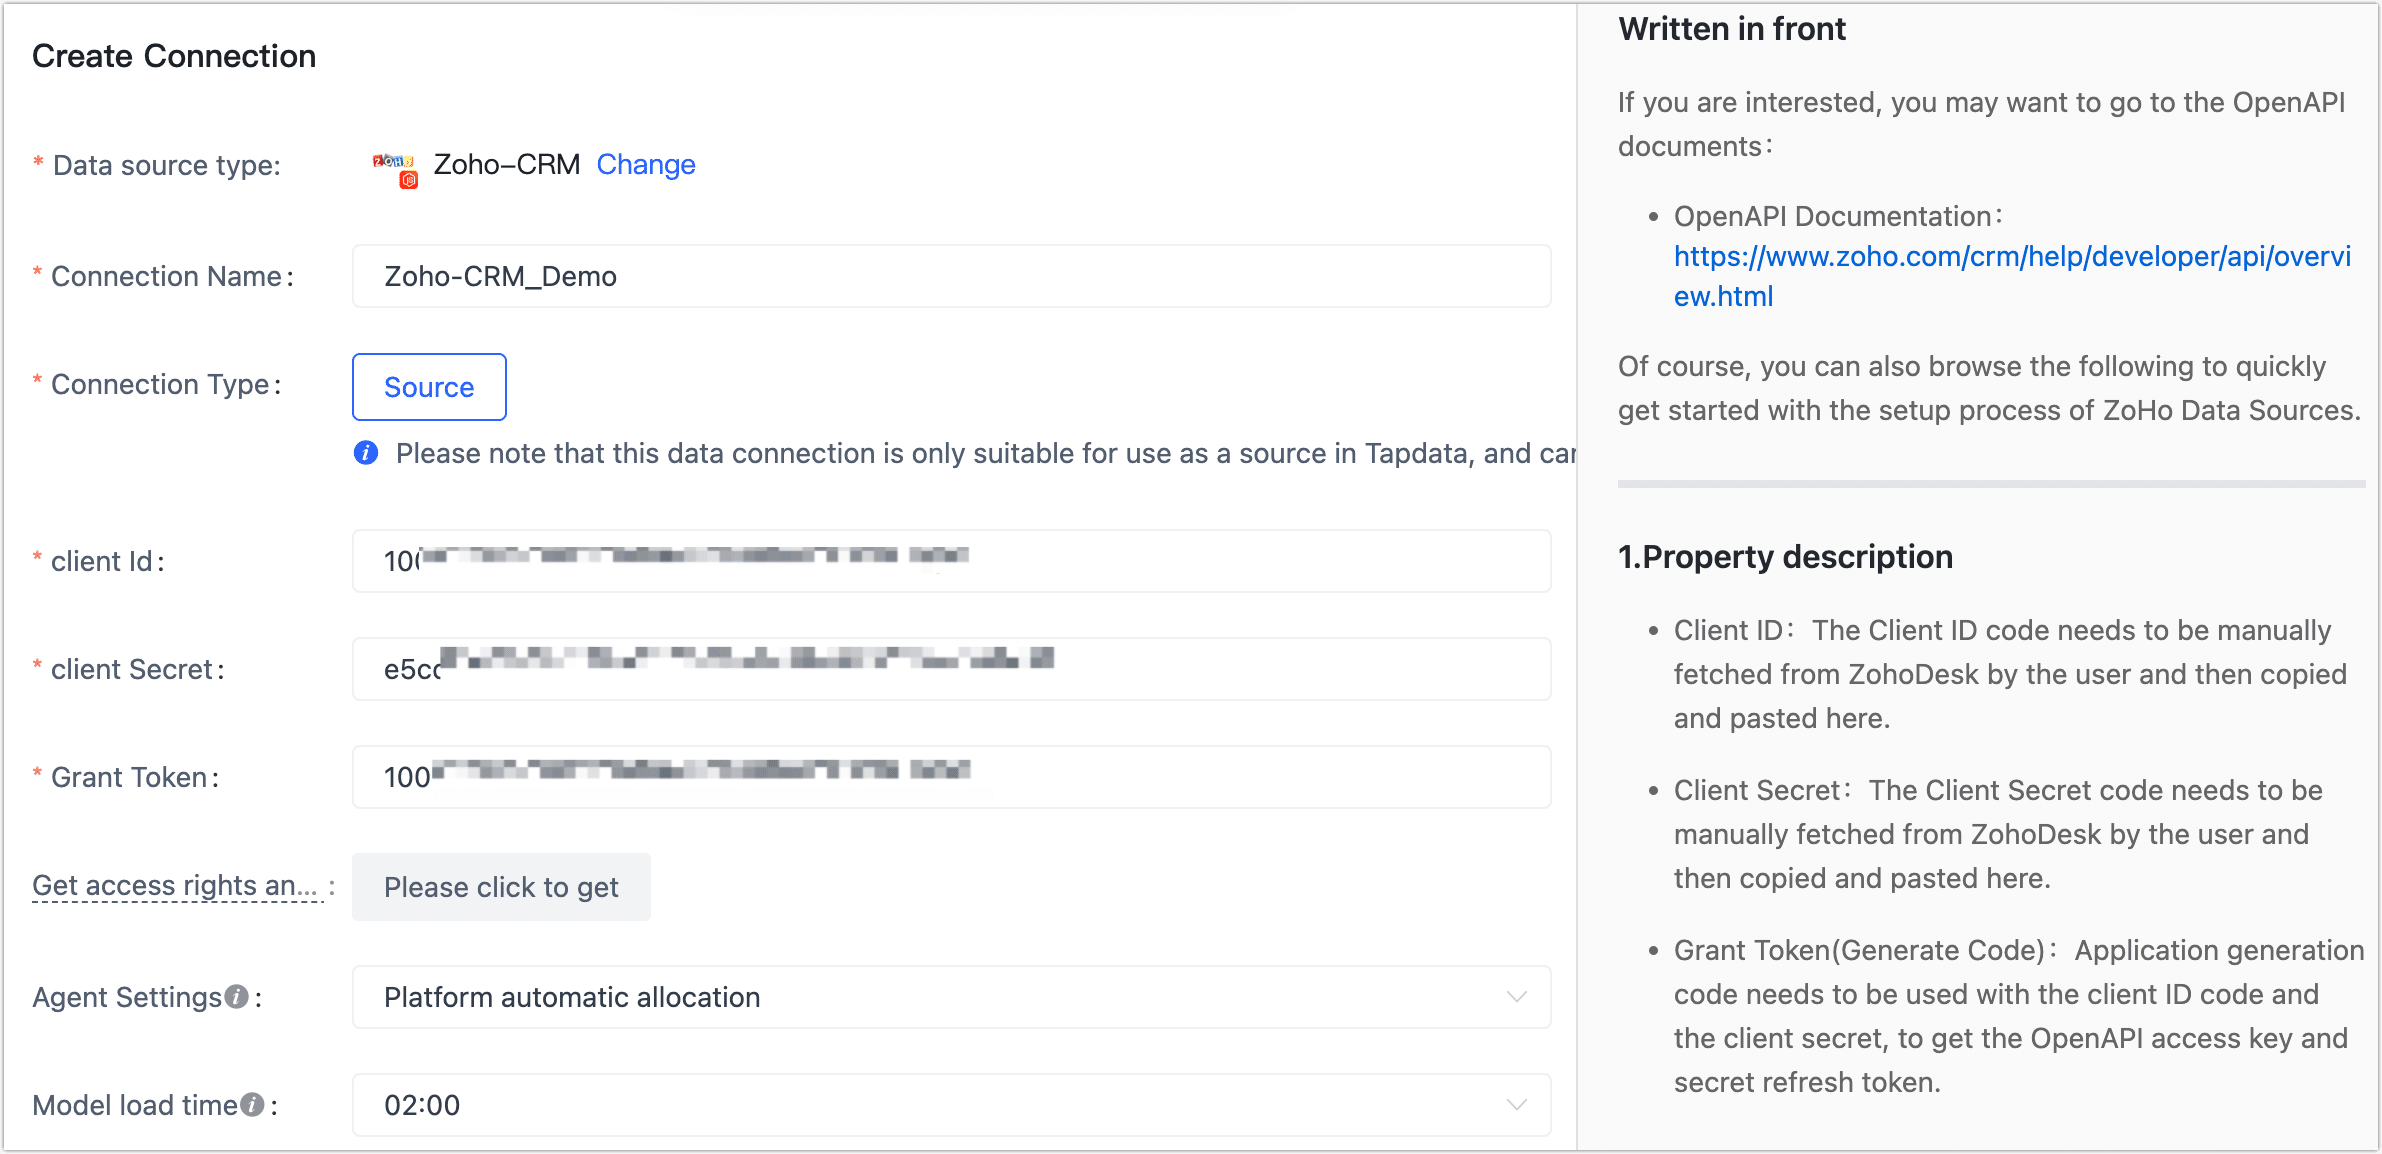 Create Connection
* Data source type: Zoho-CRM Change
* Connection Name: Zoho-CRM_Demo
* Connection Type: Source
Please note that this data connection is only suitable for use as a source in Tapdata, and can
* client Id: 100
* client Secret: e5cc
* Grant Token: 100
Get access rights an... : Please click to get
Agent Settings : Platform automatic allocation
Model load time : 02:00
Written in front
If you are interested, you may want to go to the OpenAPI
documents:
• OpenAPI Documentation:
https://www.zoho.com/crm/help/developer/api/overvi
ew.html
Of course, you can also browse the following to quickly
get started with the setup process of ZoHo Data Sources.
1.Property description
• Client ID: The Client ID code needs to be manually
fetched from ZohoDesk by the user and then copied
and pasted here.
• Client Secret: The Client Secret code needs to be
manually fetched from ZohoDesk by the user and
then copied and pasted here.
• Grant Token(Generate Code): Application generation
code needs to be used with the client ID code and
the client secret, to get the OpenAPI access key and
secret refresh token.